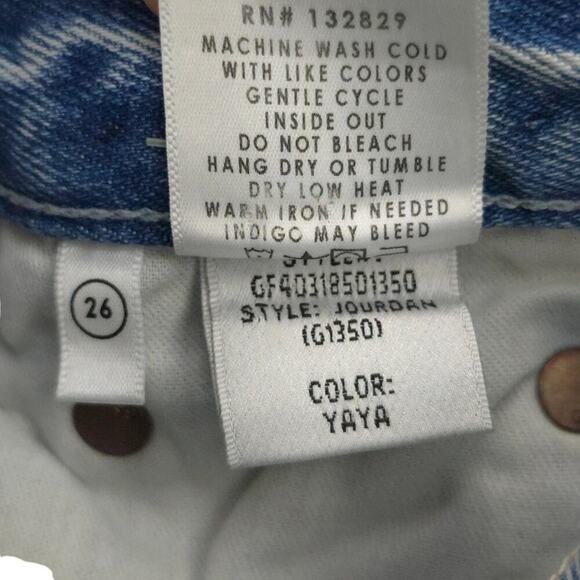 RN# 132829
MACHINE WASH COLD
WITH LIKE COLORS
GENTLE CYCLE
INSIDE OUT
DO NOT BLEACH
HANG DRY OR TUMBLE
DRY LOW HEAT
WARM IRON IF NEEDED
INDIGO MAY BLEED
26
GF40318501350
STYLE: JOURDAN
(G1350)
COLOR:
YAYA